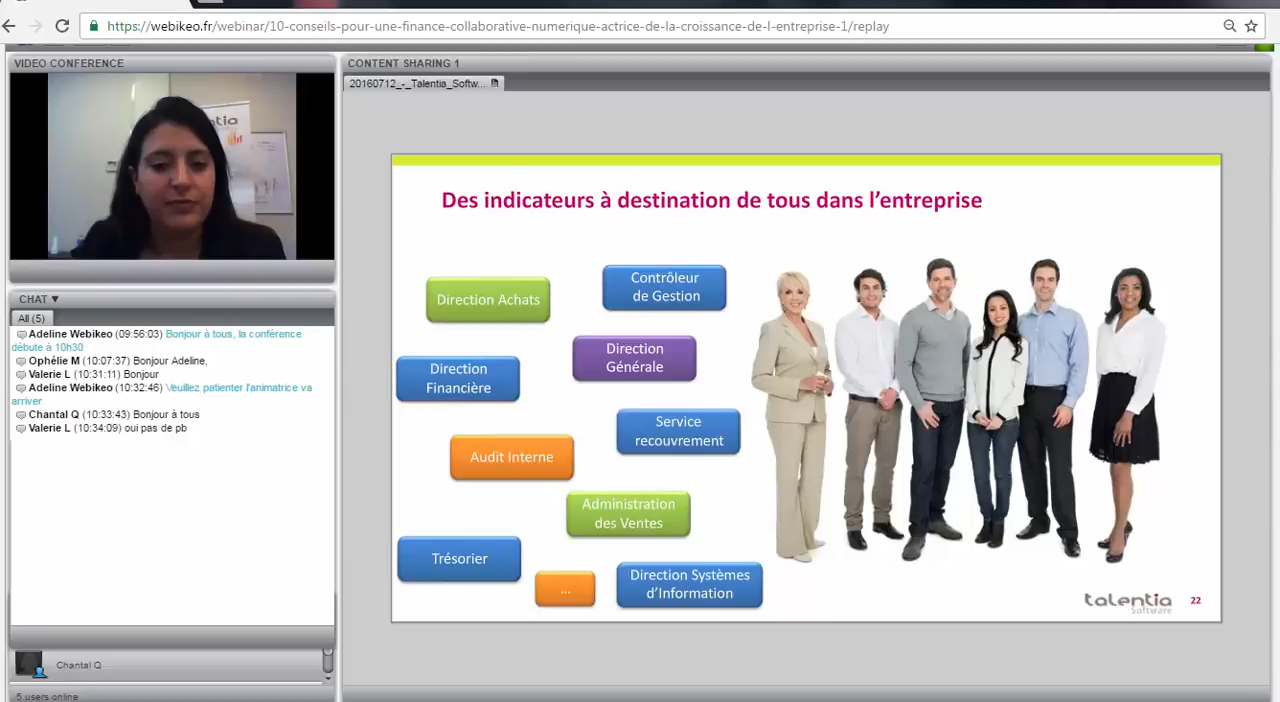 https://webikeo.fr/webinar/10-conseils-pour-une-finance-collaborative-numerique-actrice-de-la-croissance-de-l-entreprise-1/replay
VIDEO CONFERENCE
tio
CHAT ▼
All (5)
Adeline Webikeo (09:56:03) Bonjour à tous, la conférence
débute à 10h30
Ophélie M (10:07:37) Bonjour Adeline,
Valerie L (10:31:11) Bonjour
Adeline Webikeo (10:32:46) Veuillez patienter l'animatrice va
arriver
Chantal Q (10:33:43) Bonjour à tous
Valerie L (10:34:09) oui pas de pb
Chantal Q
5 users online
CONTENT SHARING 1
20160712_-_Talentia_Softw...
Des indicateurs à destination de tous dans l'entreprise
Direction Achats
Contrôleur
de Gestion
Direction
Générale
Direction
Financière
Service
recouvrement
Audit Interne
Administration
des Ventes
Trésorier
...
Direction Systèmes
d'Information
talentia
Software
22